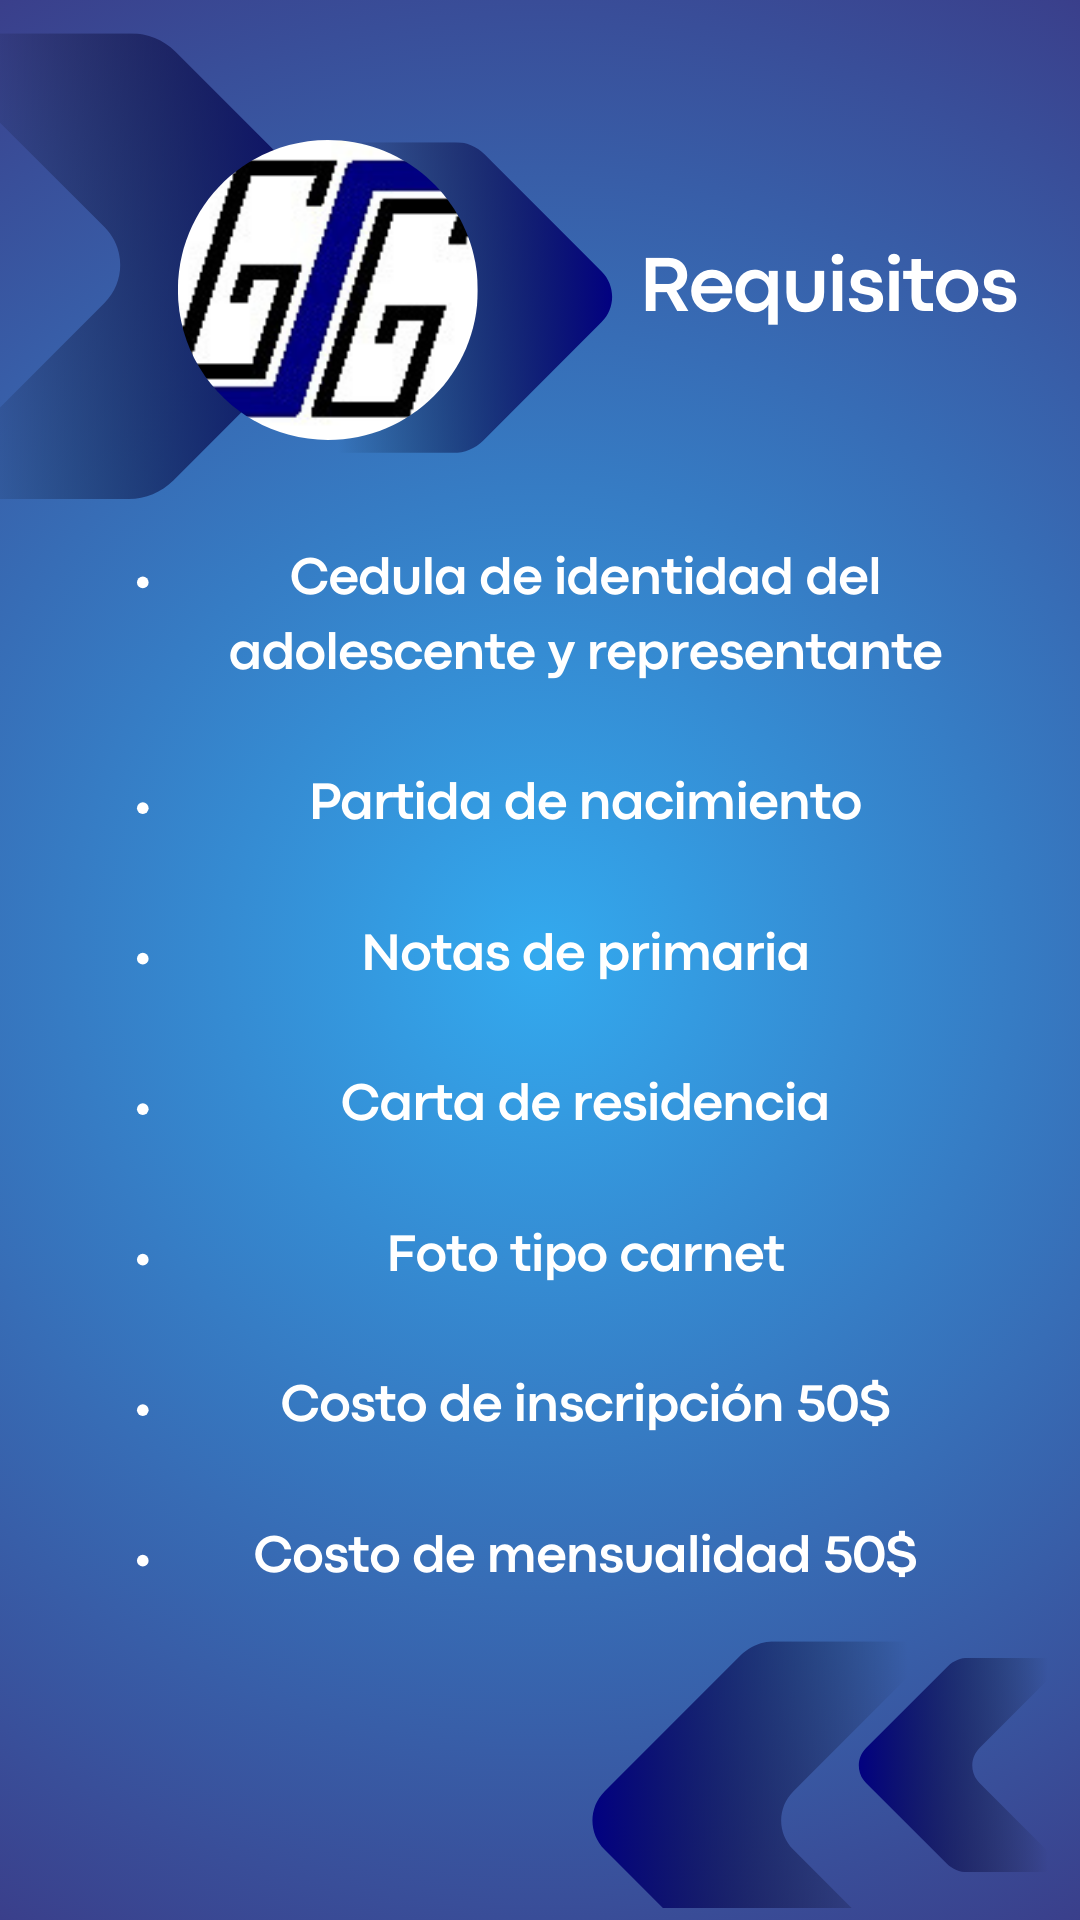 Requisitos
• Cedula de identidad del
adolescente y representante
• Partida de nacimiento
• Notas de primaria
• Carta de residencia
• Foto tipo carnet
• Costo de inscripción 50$
• Costo de mensualidad 50$